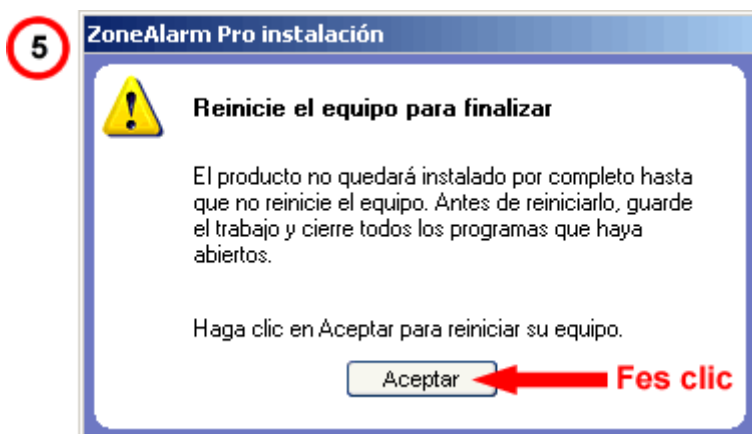 5
ZoneAlarm Pro instalación
Reinicie el equipo para finalizar
El producto no quedará instalado por completo hasta
que no reinicie el equipo. Antes de reiniciarlo, guarde
el trabajo y cierre todos los programas que haya
abiertos.
Haga clic en Aceptar para reiniciar su equipo.
Aceptar Fes clic